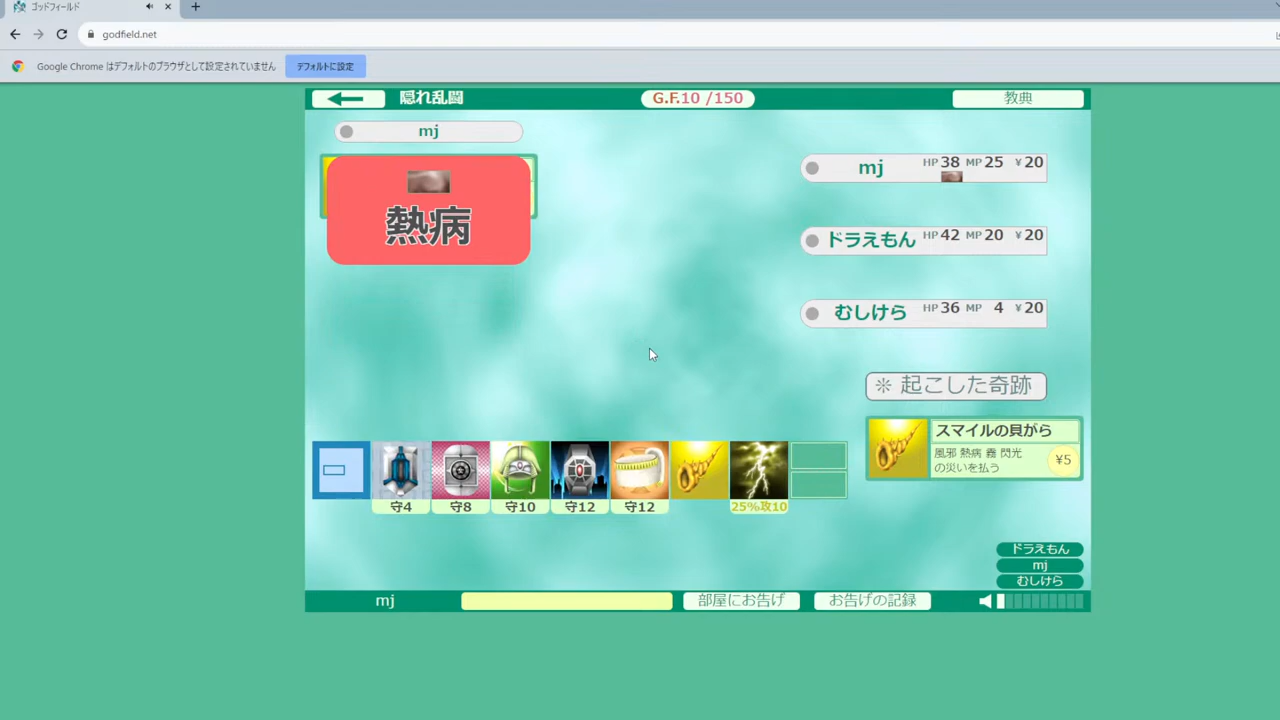 ゴッドフィールド
godfield.net
Google Chrome はデフォルトのブラウザとして設定されていません
デフォルトに設定
隠れ乱闘
G.F.10 /150
教典
mj
熱病
mj HP 38 MP 25 ¥ 20
ドラえもん HP 42 MP 20 ¥ 20
むしけら HP 36 MP 4 ¥ 20
※ 起こした奇跡
スマイルの貝がら
風邪 熱病 霧 閃光
の災いを払う
¥5
守4
守8
守10
守12
守12
25%攻10
ドラえもん
mj
むしけら
mj
部屋にお告げ
お告げの記録